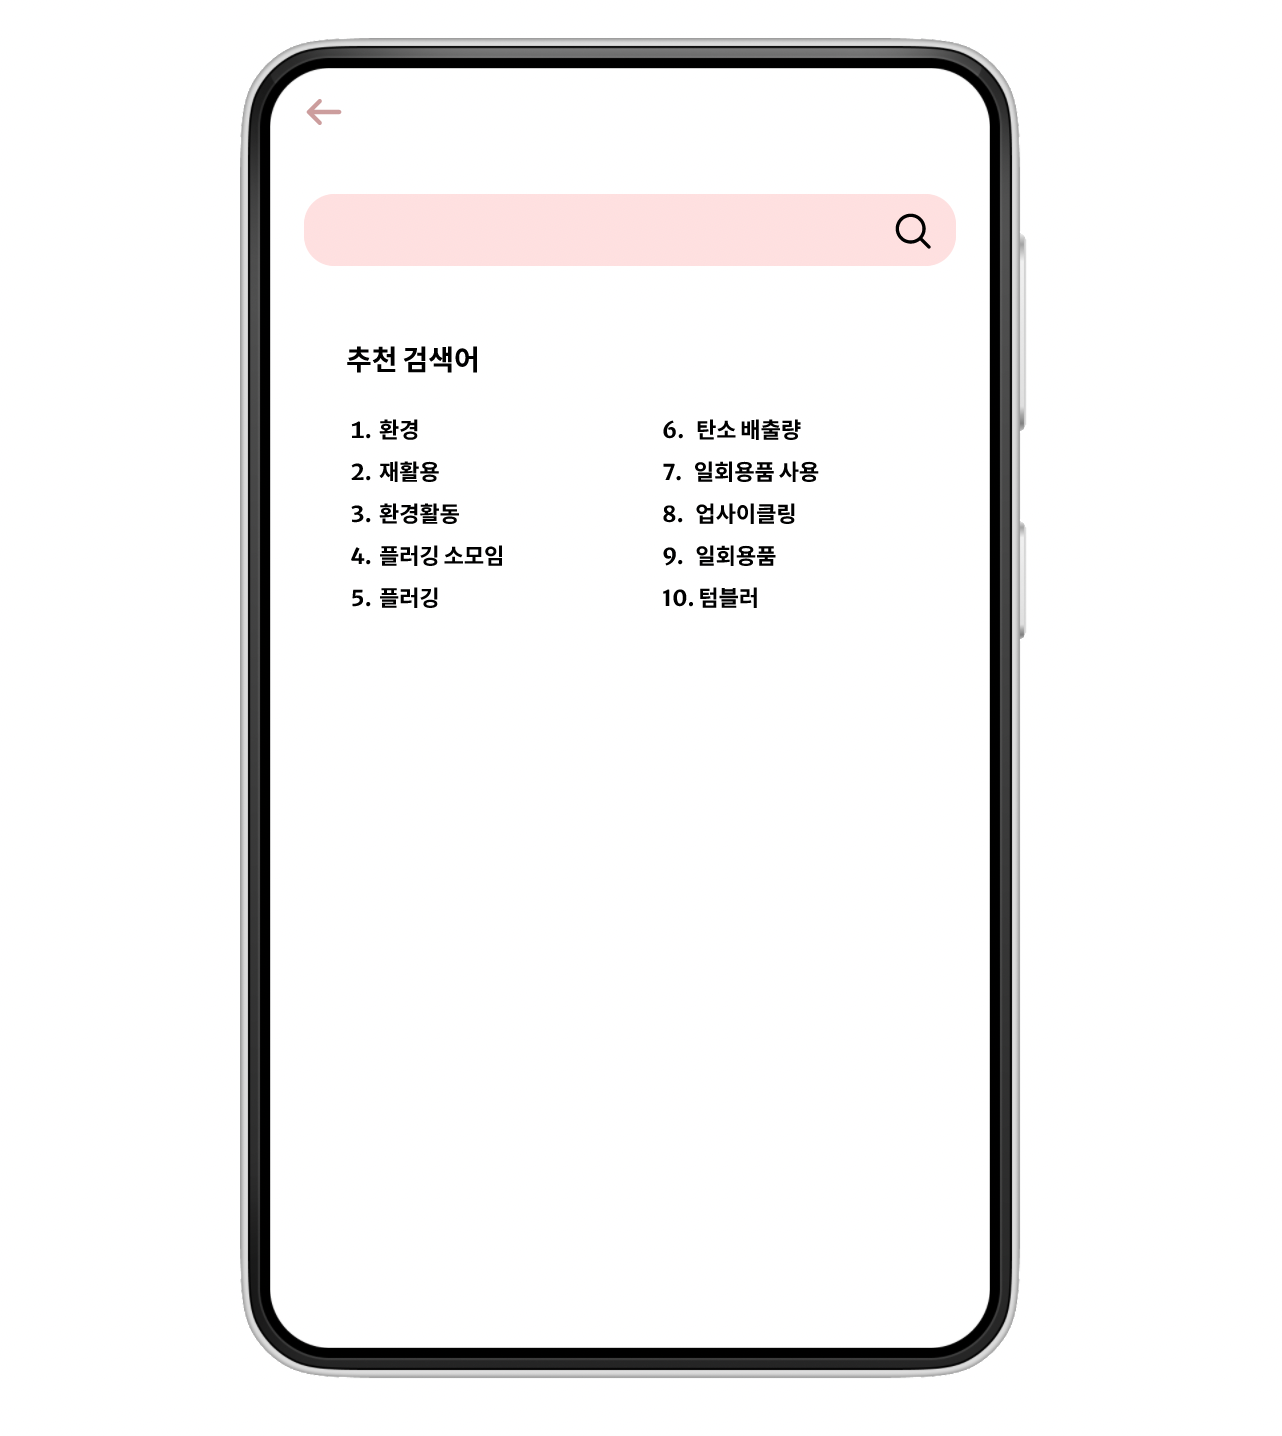 추천 검색어
1. 환경
2. 재활용
3. 환경활동
4. 플러깅 소모임
5. 플러깅
6. 탄소 배출량
7. 일회용품 사용
8. 업사이클링
9. 일회용품
10. 텀블러